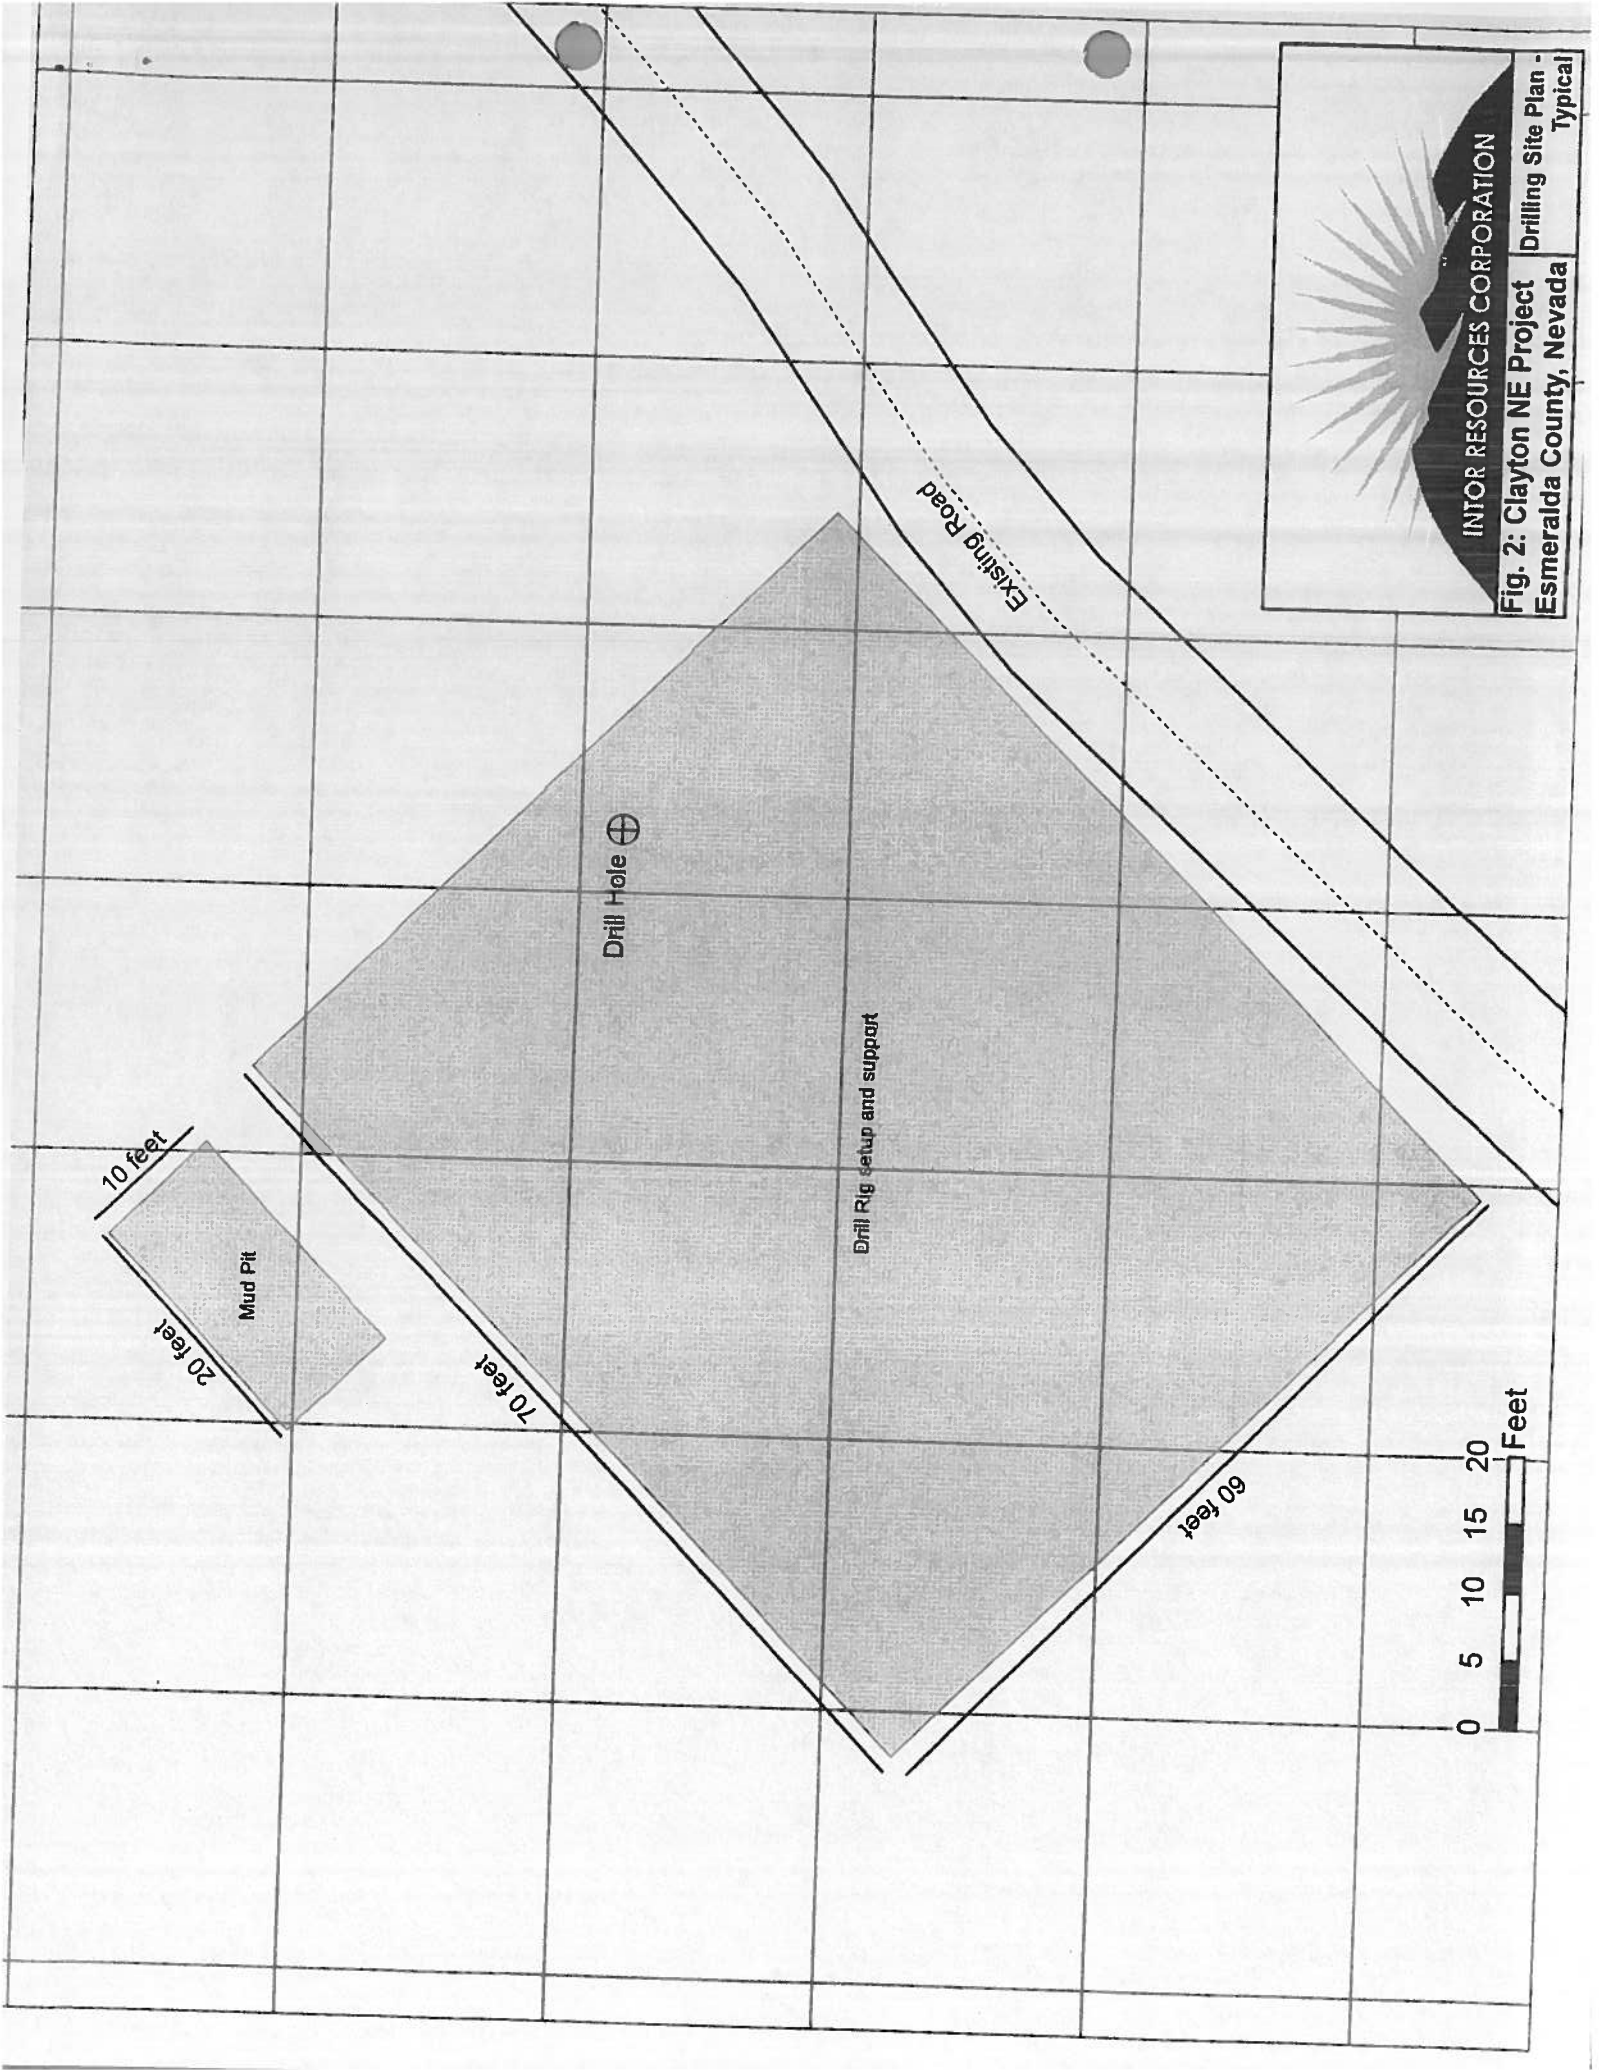 10 feet
20 feet
Mud Pit
70 feet
Drill Hole
Drill Rig setup and support
Existing Road
60 feet
0 5 10 15 20
Feet
INTOR RESOURCES CORPORATION
Fig. 2: Clayton NE Project
Esmeralda County, Nevada
Drilling Site Plan -
Typical